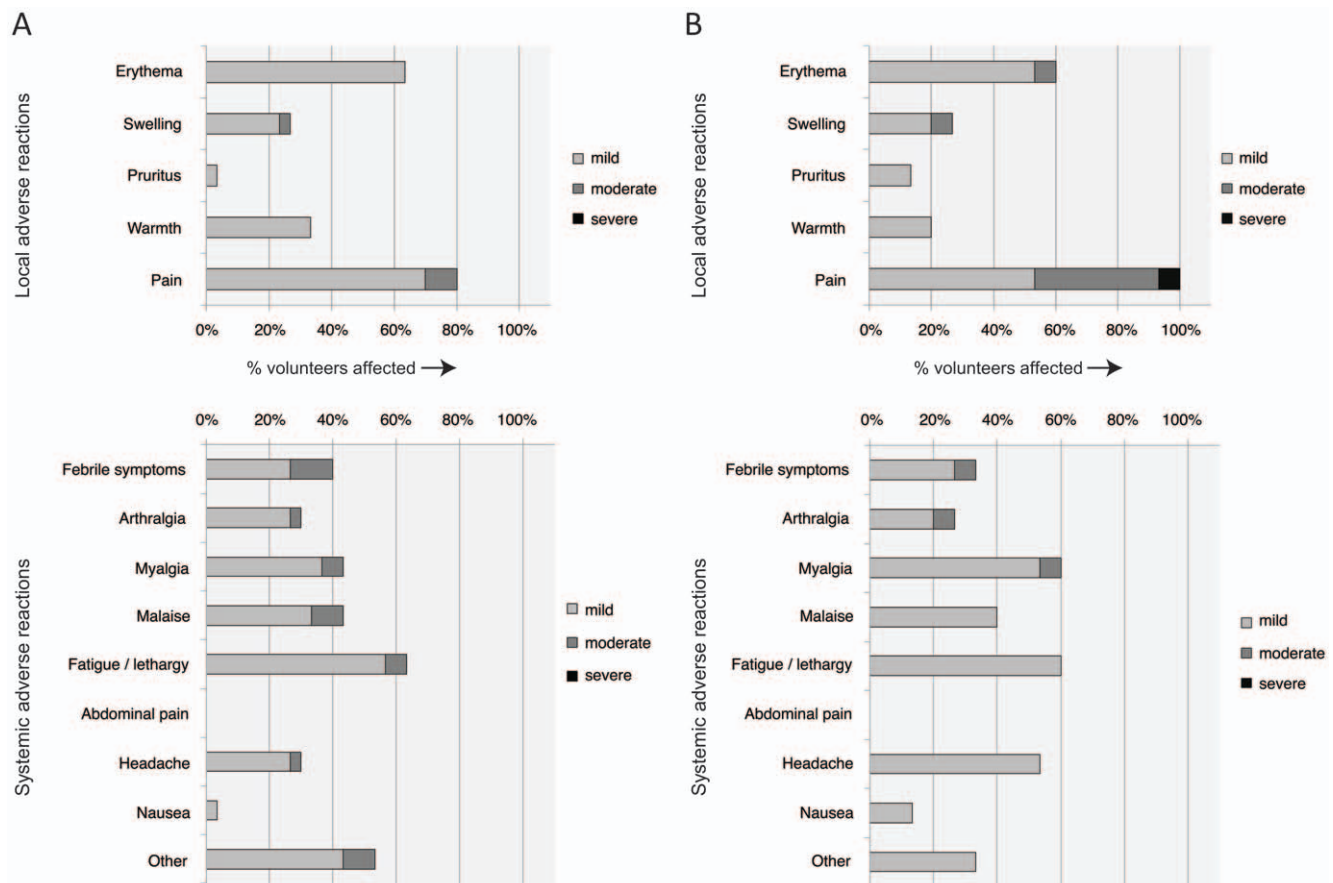 A
Local adverse reactions
Erythema
Swelling
Pruritus
Warmth
Pain
0% 20% 40% 60% 80% 100%
% volunteers affected
mild
moderate
severe
0% 20% 40% 60% 80% 100%
Systemic adverse reactions
Febrile symptoms
Arthralgia
Myalgia
Malaise
Fatigue / lethargy
Abdominal pain
Headache
Nausea
Other
mild
moderate
severe
B
Local adverse reactions
Erythema
Swelling
Pruritus
Warmth
Pain
0% 20% 40% 60% 80% 100%
% volunteers affected
mild
moderate
severe
0% 20% 40% 60% 80% 100%
Systemic adverse reactions
Febrile symptoms
Arthralgia
Myalgia
Malaise
Fatigue / lethargy
Abdominal pain
Headache
Nausea
Other
mild
moderate
severe